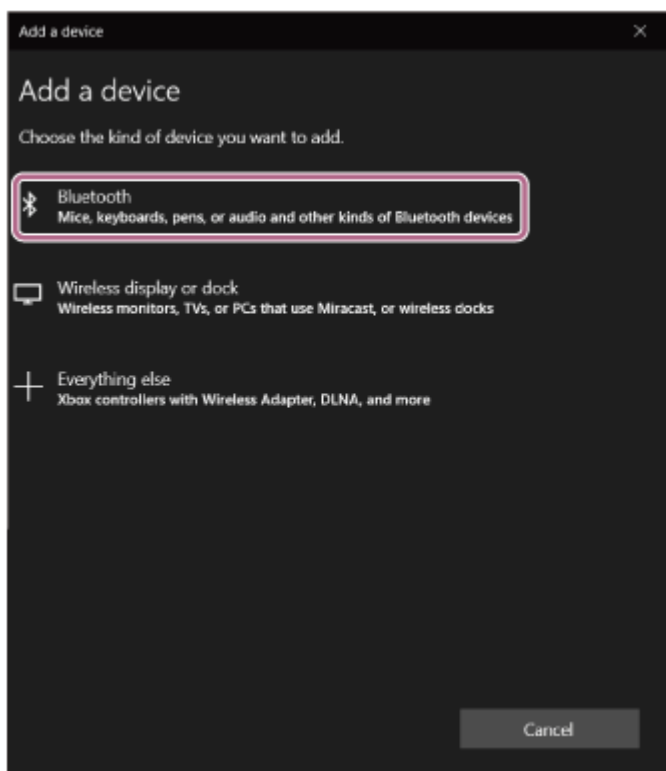 Add a device
Add a device
Choose the kind of device you want to add.
Bluetooth
Mice, keyboards, pens, or audio and other kinds of Bluetooth devices
Wireless display or dock
Wireless monitors, TVs, or PCs that use Miracast, or wireless docks
Everything else
Xbox controllers with Wireless Adapter, DLNA, and more
Cancel